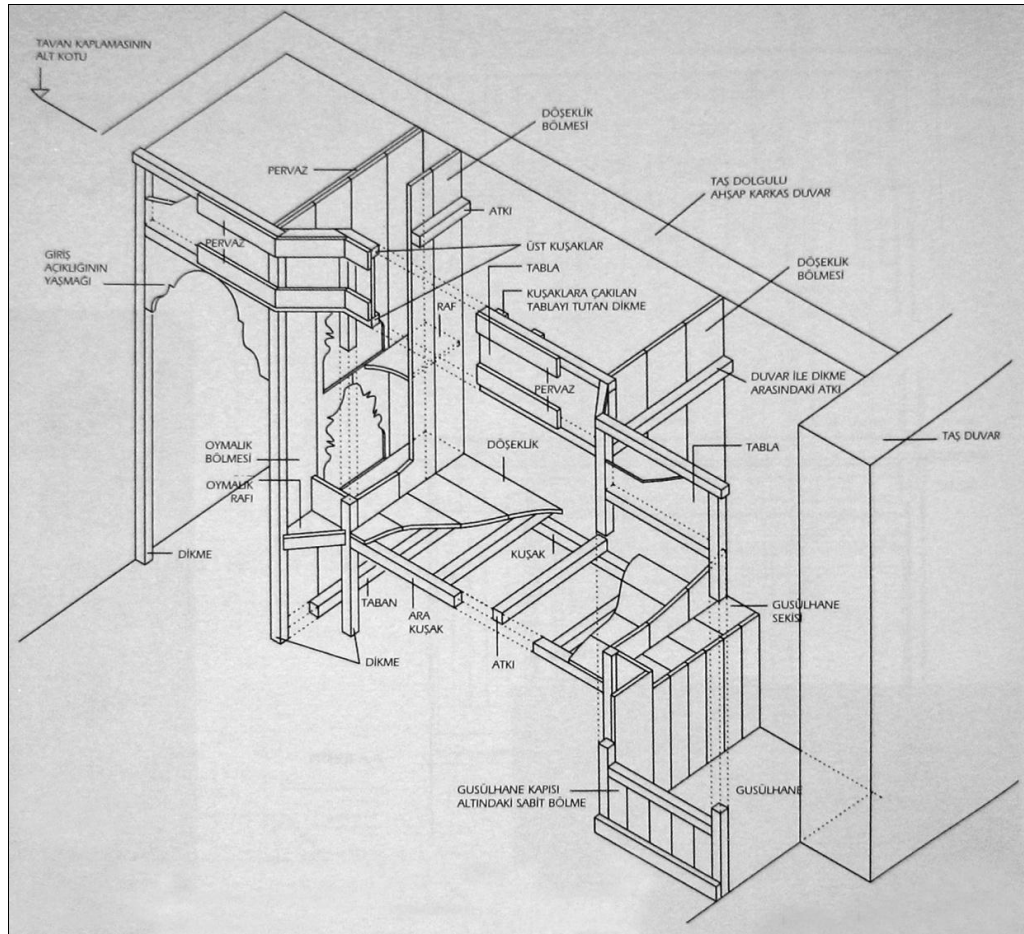 TAVAN KAPLAMASININ
ALT KOTU
DÖŞEKLİK
BÖLMESİ
PERVAZ
TAŞ DOLGULU
AHŞAP KARKAS DUVAR
ATKI
ÜST KUŞAKLAR
PERVAZ
GİRİŞ
AÇIKLIĞININ
YAŞMAĞI
TABLA
DÖŞEKLİK
BÖLMESİ
KUŞAKLARA ÇAKILAN
TABLAYI TUTAN DİKME
RAF
PERVAZ
DUVAR İLE DİKME
ARASINDAKİ ATKI
TAŞ DUVAR
OYMALIK
BÖLMESİ
DÖŞEKLİK
TABLA
OYMALIK
RAFI
DİKME
KUŞAK
TABAN
ARA
KUŞAK
GUSÜLHANE
SEKİSİ
DİKME
ATKI
GUSÜLHANE KAPISI
ALTINDAKİ SABİT BÖLME
GUSÜLHANE